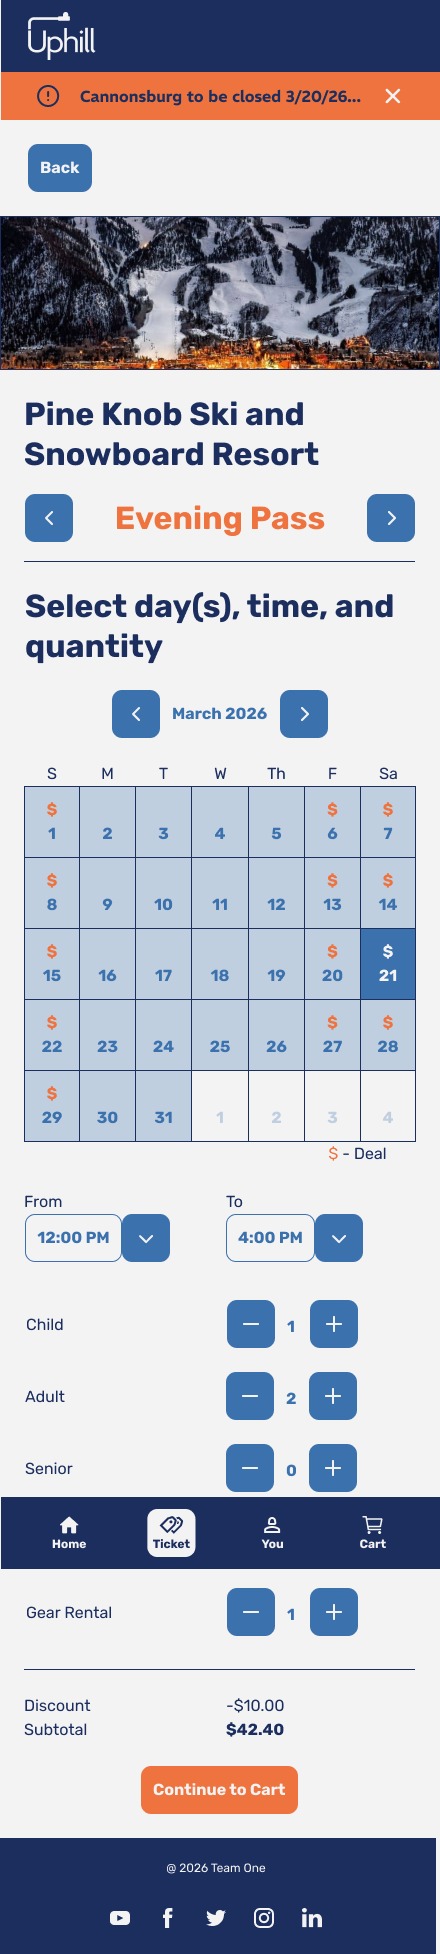 Uphill
Cannonsburg to be closed 3/20/26...
Back
Pine Knob Ski and
Snowboard Resort
Evening Pass
Select day(s), time, and
quantity
March 2026
S M T W Th F Sa
$ $ $
1 2 3 4 5 6 7
$ $ $
8 9 10 11 12 13 14
$ $ $
15 16 17 18 19 20 21
$ $ $
22 23 24 25 26 27 28
$
29 30 31 1 2 3 4
$ - Deal
From To
12:00 PM 4:00 PM
Child 1
Adult 2
Senior 0
Home Ticket You Cart
Gear Rental 1
Discount -$10.00
Subtotal $42.40
Continue to Cart
@ 2026 Team One